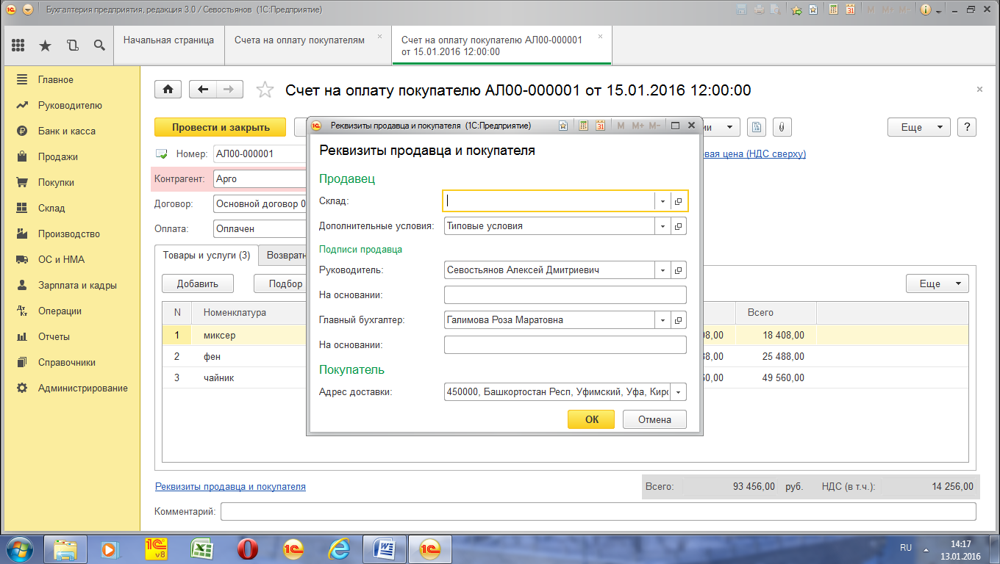 Бухгалтерия предприятия, редакция 3.0 / Севостьянов (1С:Предприятие)
31 M M+ M-
Начальная страница
Счета на оплату покупателям
Счет на оплату покупателю АЛ00-000001
от 15.01.2016 12:00:00
Главное
Руководителю
Банк и касса
Продажи
Покупки
Склад
Производство
ОС и НМА
Зарплата и кадры
Операции
Отчеты
Справочники
Администрирование
Счет на оплату покупателю АЛ00-000001 от 15.01.2016 12:00:00
Провести и закрыть
ии
Еще
?
Номер: АЛ00-000001
вая цена (НДС сверху)
Контрагент: Арго
Договор: Основной договор 0
Оплата: Оплачен
Товары и услуги (3)
Возвратн
Добавить
Подбор
Еще
N Номенклатура Всего
1 миксер 08,00 18 408,00
2 фен 88,00 25 488,00
3 чайник 60,00 49 560,00
Реквизиты продавца и покупателя (1С:Предприятие)
31 M M+ M-
Реквизиты продавца и покупателя
Продавец
Склад:
Дополнительные условия: Типовые условия
Подписи продавца
Руководитель: Севостьянов Алексей Дмитриевич
На основании:
Главный бухгалтер: Галимова Роза Маратовна
На основании:
Покупатель
Адрес доставки: 450000, Башкортостан Респ, Уфимский, Уфа, Киро
ОК
Отмена
Реквизиты продавца и покупателя
Всего: 93 456,00 руб. НДС (в т.ч.): 14 256,00
Комментарий:
1С v8
RU
14:17
13.01.2016